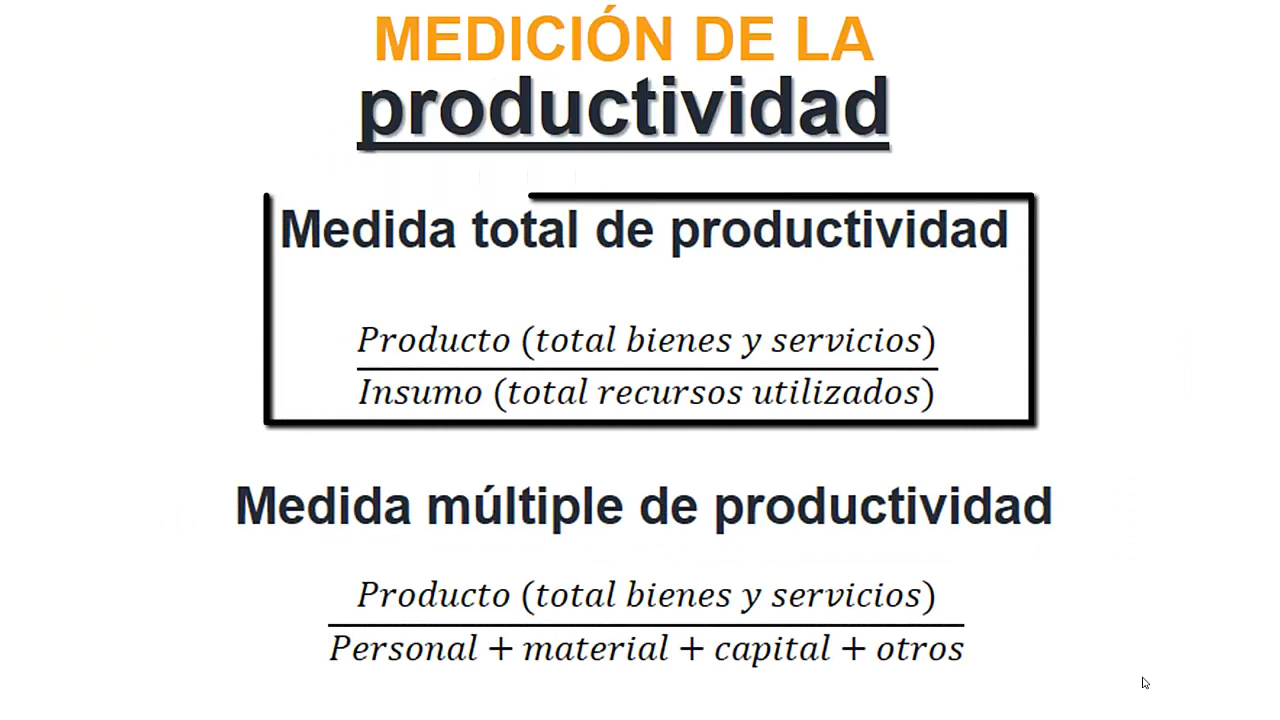 MEDICIÓN DE LA
productividad
Medida total de productividad
Producto (total bienes y servicios)
Insumo (total recursos utilizados)
Medida múltiple de productividad
Producto (total bienes y servicios)
Personal + material + capital + otros